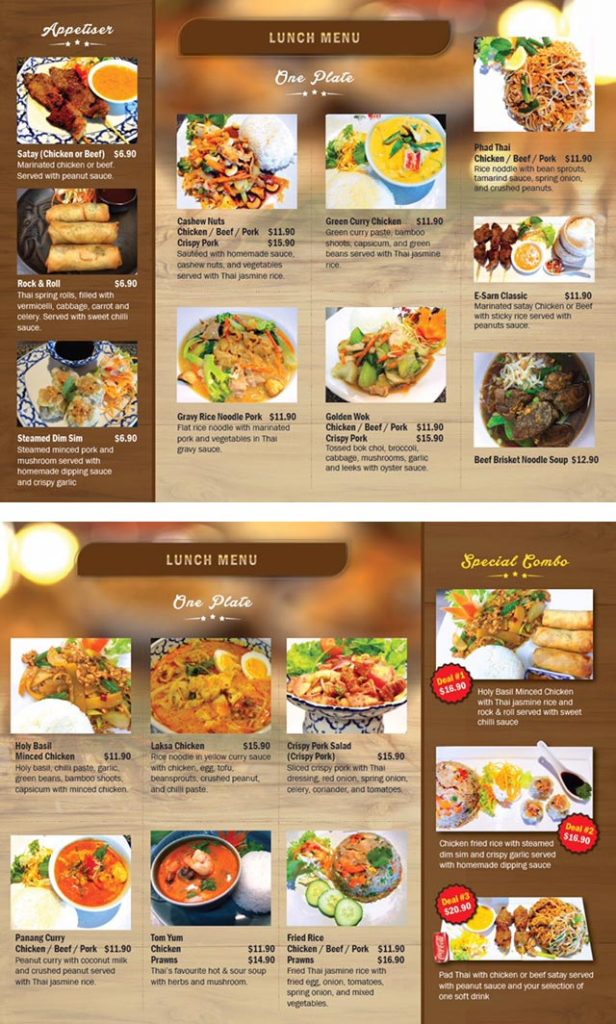 Appetiser
Satay (Chicken or Beef) $6.90
Marinated chicken or beef.
Served with peanut sauce.
Rock & Roll $6.90
Thai spring rolls, filled with
vermicelli, cabbage, carrot and
celery. Served with sweet chilli
sauce.
Steamed Dim Sim $6.90
Steamed minced pork and
mushroom served with
homemade dipping sauce
and crispy garlic
LUNCH MENU
One Plate
Cashew Nuts
Chicken / Beef / Pork $11.90
Crispy Pork $15.90
Sautéed with homemade sauce,
cashew nuts, and vegetables
served with Thai jasmine rice.
Green Curry Chicken $11.90
Green curry paste, bamboo
shoots, capsicum, and green
beans served with Thai jasmine
rice.
Phad Thai
Chicken / Beef / Pork $11.90
Rice noddle with bean sprouts,
tamarind sauce, spring onion,
and crushed peanuts.
E-Sarn Classic $11.90
Marinated satay Chicken or Beef
with sticky rice served with
peanuts sauce.
Gravy Rice Noodle Pork $11.90
Flat rice noodle with marinated
pork and vegetables in Thai
gravy sauce.
Golden Wok
Chicken / Beef / Pork $11.90
Crispy Pork $15.90
Tossed bok choi, broccoli,
cabbage, mushrooms, garlic
and leeks with oyster sauce.
Beef Brisket Noodle Soup $12.90
LUNCH MENU
One Plate
Holy Basil
Minced Chicken $11.90
Holy basil, chilli paste, garlic,
green beans, bamboo shoots,
capsicum with minced chicken.
Laksa Chicken $15.90
Rice noodle in yellow curry sauce
with chicken, egg, tofu,
beansprouts, crushed peanut,
and chilli paste.
Crispy Pork Salad
(Crispy Pork) $15.90
Sliced crispy pork with Thai
dressing, red onion, spring onion,
celery, coriander, and tomatoes.
Panang Curry
Chicken / Beef / Pork $11.90
Peanut curry with coconut milk
and crushed peanut served
with Thai jasmine rice.
Tom Yum
Chicken $11.90
Prawns $14.90
Thai's favourite hot & sour soup
with herbs and mushroom.
Fried Rice
Chicken / Beef / Pork $11.90
Prawns $16.90
Fried Thai jasmine rice with
fried egg, onion, tomatoes,
spring onion, and mixed
vegetables.
Special Combo
Deal #1
$16.90
Holy Basil Minced Chicken
with Thai jasmine rice and
rock & roll served with sweet
chilli sauce
Deal #2
$16.90
Chicken fried rice with steamed
dim sim and crispy garlic served
with homemade dipping sauce
Deal #3
$20.90
Pad Thai with chicken or beef satay served
with peanut sauce and your selection of
one soft drink